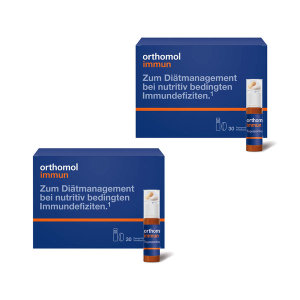 orthomol
immun
Zum Diätmanagement
bei nutritiv bedingten
Immundefiziten.¹
30
orthomol
immun
Zum Diätmanagement
bei nutritiv bedingten
Immundefiziten.¹
30